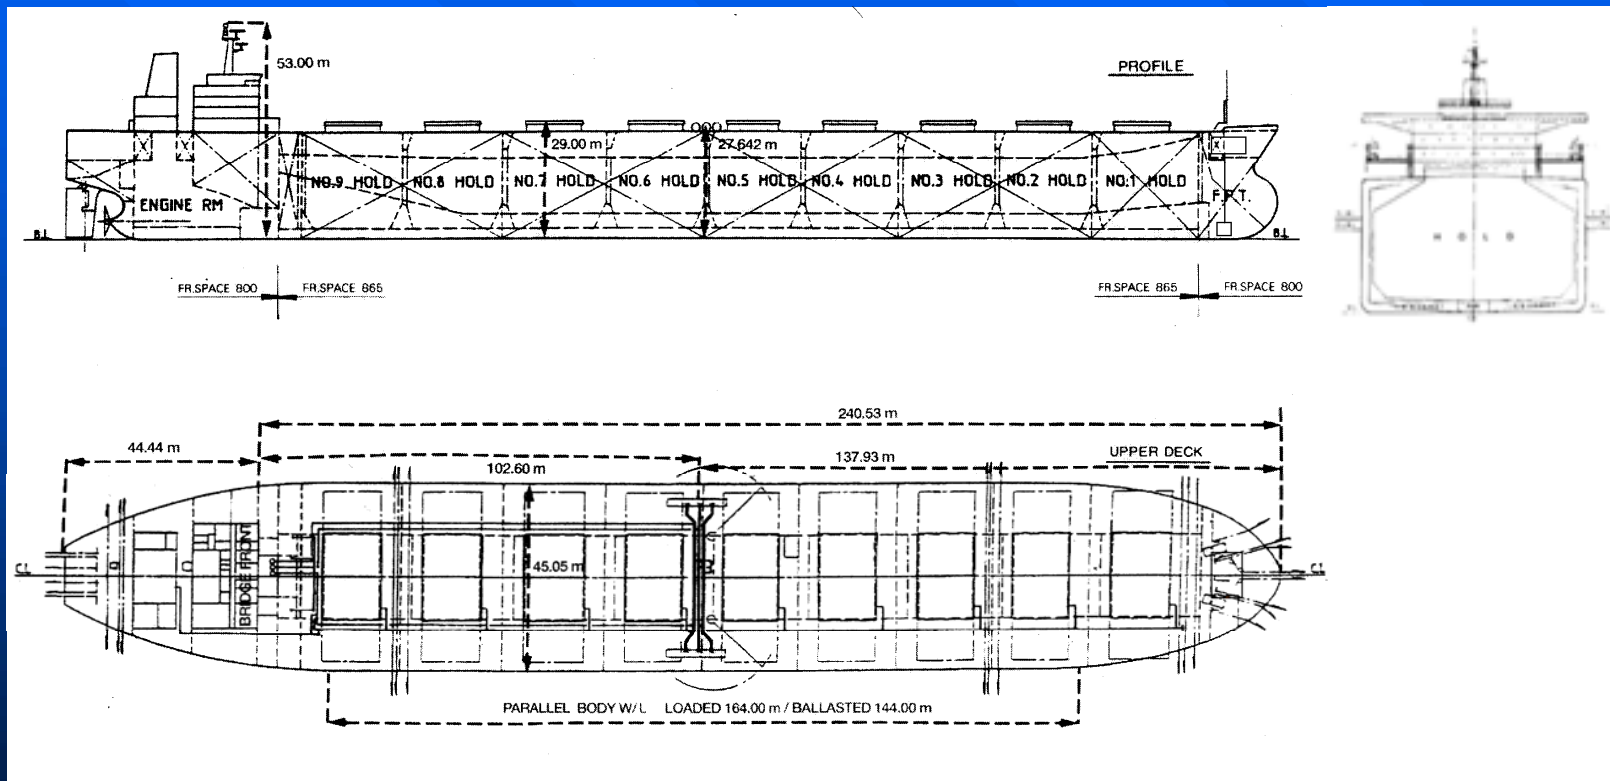 53.00 m
PROFILE
29.00 m
27.642 m
NO.9 HOLD
NO.8 HOLD
NO.7 HOLD
NO.6 HOLD
NO.5 HOLD
NO.4 HOLD
NO.3 HOLD
NO.2 HOLD
NO.1 HOLD
F.P.T.
ENGINE RM
B.L
B.L
HOLD
FR.SPACE 800
FR.SPACE 865
FR.SPACE 865
FR.SPACE 800
240.53 m
44.44 m
102.60 m
137.93 m
UPPER DECK
BRIDGE FRONT
45.05 m
C.L
C.L
PARALLEL BODY W/L LOADED 164.00 m / BALLASTED 144.00 m